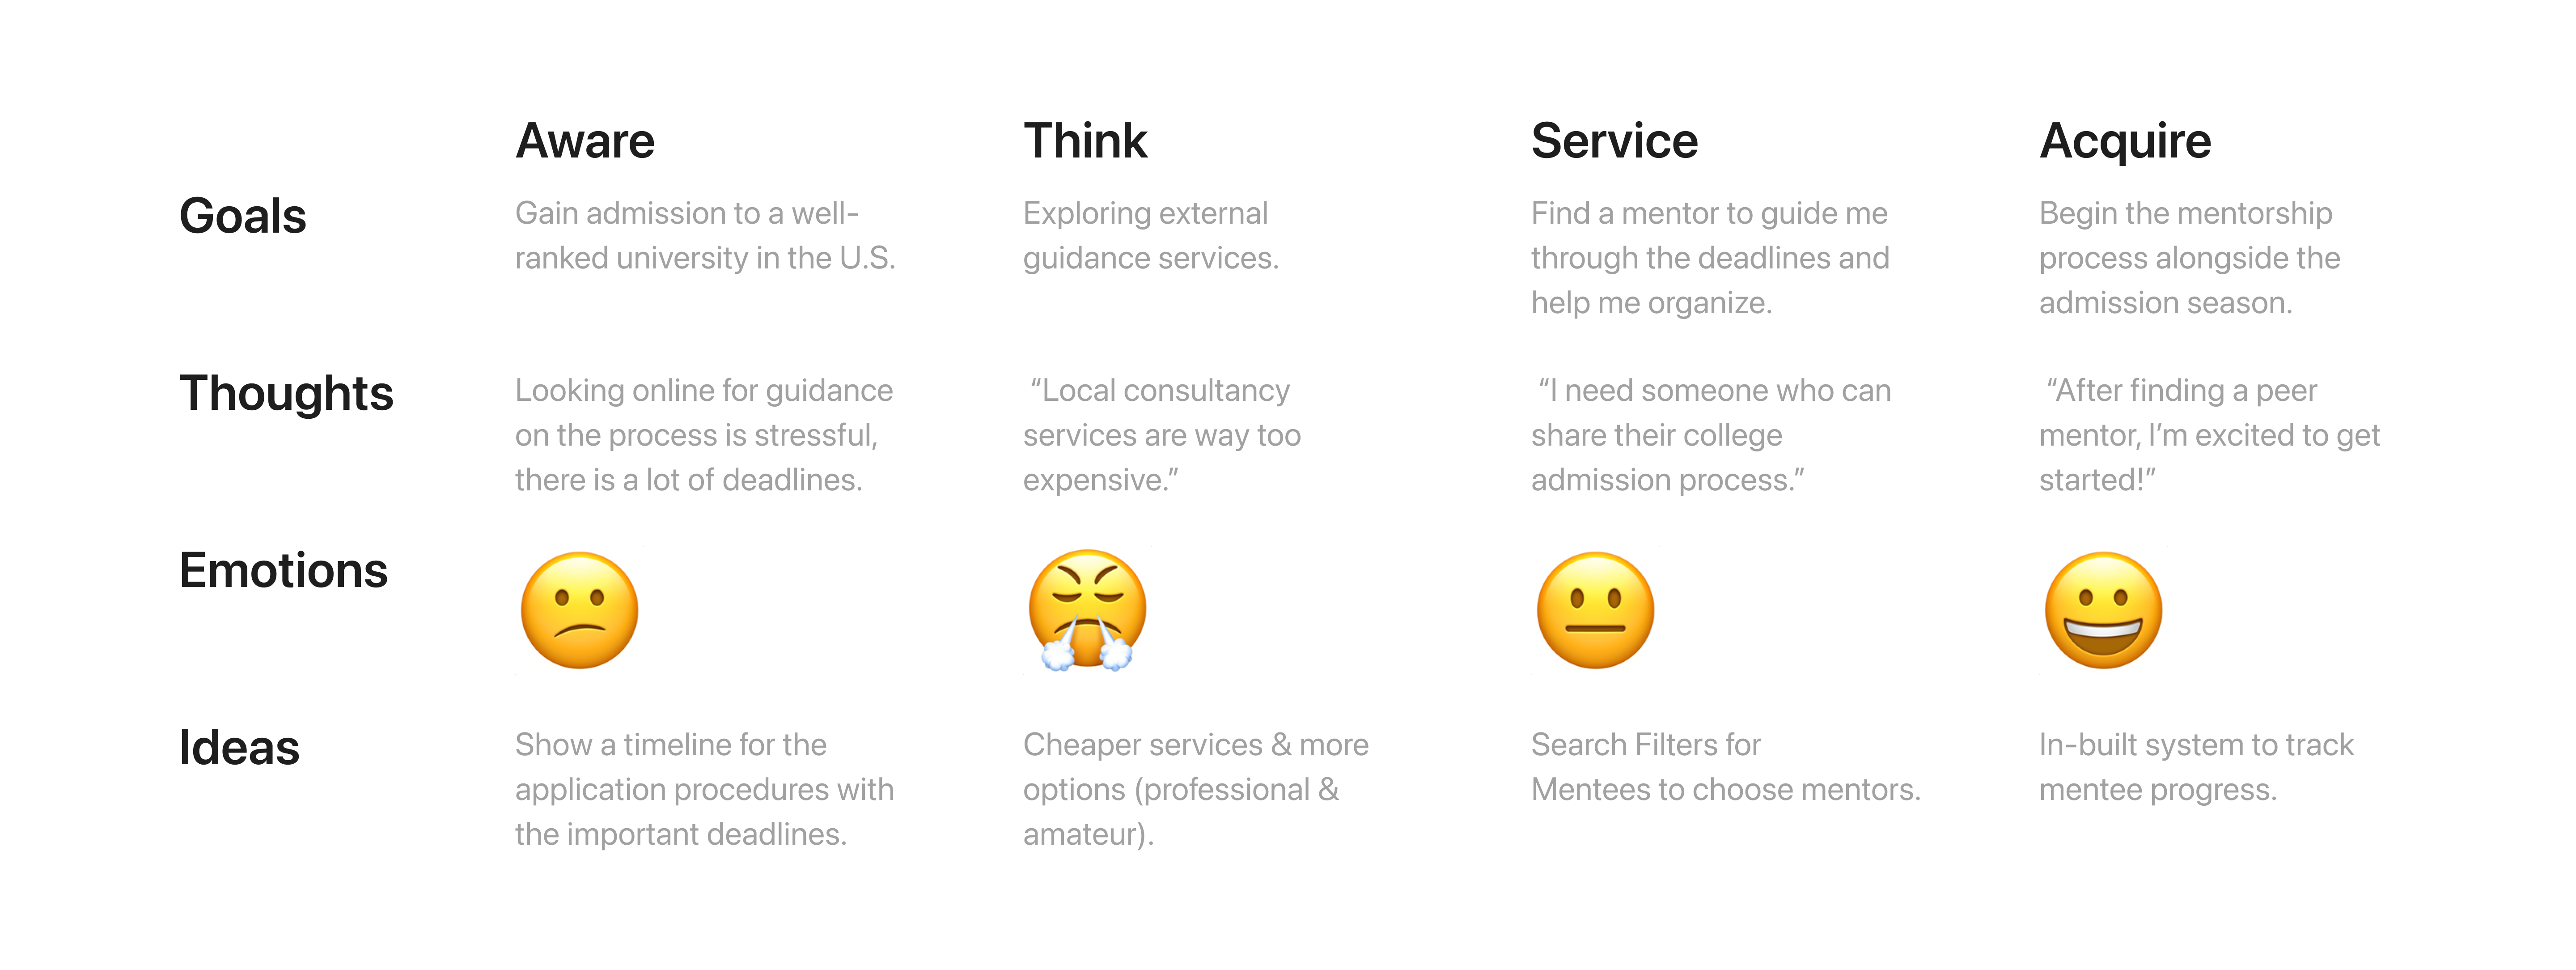 Aware
Think
Service
Acquire
Goals
Gain admission to a well-
ranked university in the U.S.
Exploring external
guidance services.
Find a mentor to guide me
through the deadlines and
help me organize.
Begin the mentorship
process alongside the
admission season.
Thoughts
Looking online for guidance
on the process is stressful,
there is a lot of deadlines.
“Local consultancy
services are way too
expensive.”
“I need someone who can
share their college
admission process.”
“After finding a peer
mentor, I’m excited to get
started!”
Emotions
Ideas
Show a timeline for the
application procedures with
the important deadlines.
Cheaper services & more
options (professional &
amateur).
Search Filters for
Mentees to choose mentors.
In-built system to track
mentee progress.